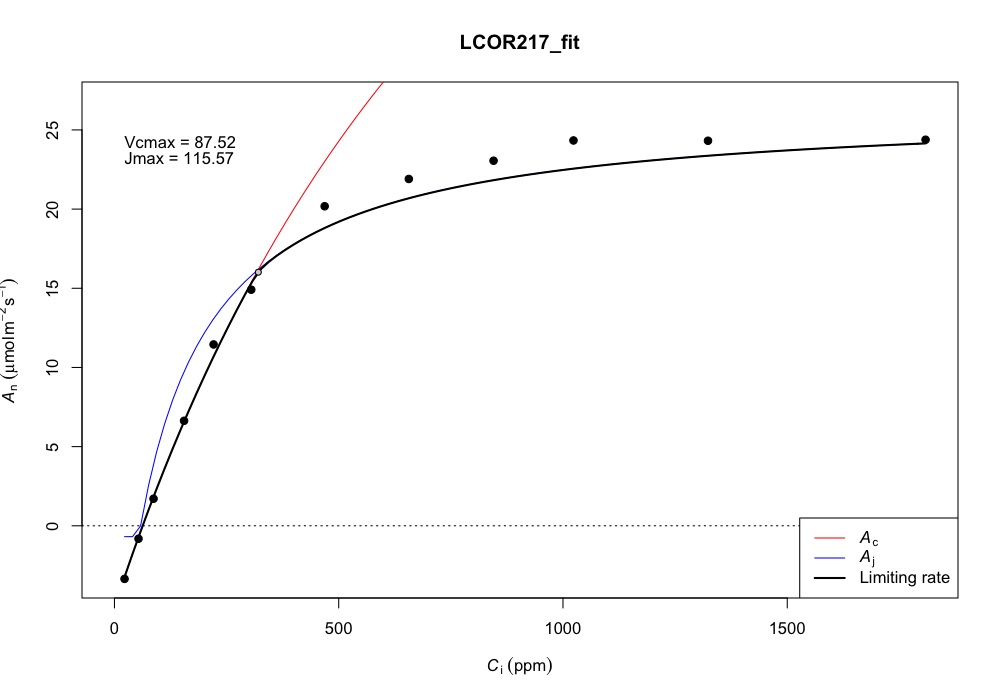 LCOR217_fit
Vcmax = 87.52
Jmax = 115.57
25
20
15
10
5
0
Aₙ (μmolm⁻²s⁻¹)
0 500 1000 1500
Cᵢ (ppm)
A꜀
Aⱼ
Limiting rate